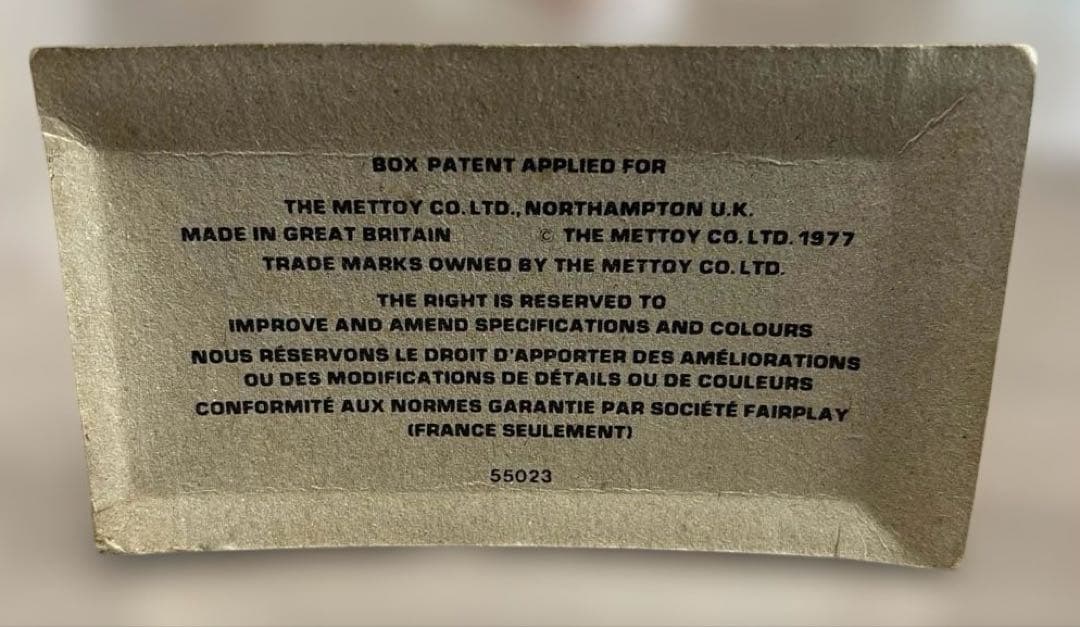 BOX PATENT APPLIED FOR
THE METTOY CO. LTD., NORTHAMPTON U.K.
MADE IN GREAT BRITAIN © THE METTOY CO. LTD. 1977
TRADE MARKS OWNED BY THE METTOY CO. LTD.
THE RIGHT IS RESERVED TO
IMPROVE AND AMEND SPECIFICATIONS AND COLOURS
NOUS RÉSERVONS LE DROIT D'APPORTER DES AMÉLIORATIONS
OU DES MODIFICATIONS DE DÉTAILS OU DE COULEURS
CONFORMITÉ AUX NORMES GARANTIE PAR SOCIÉTÉ FAIRPLAY
(FRANCE SEULEMENT)
55023